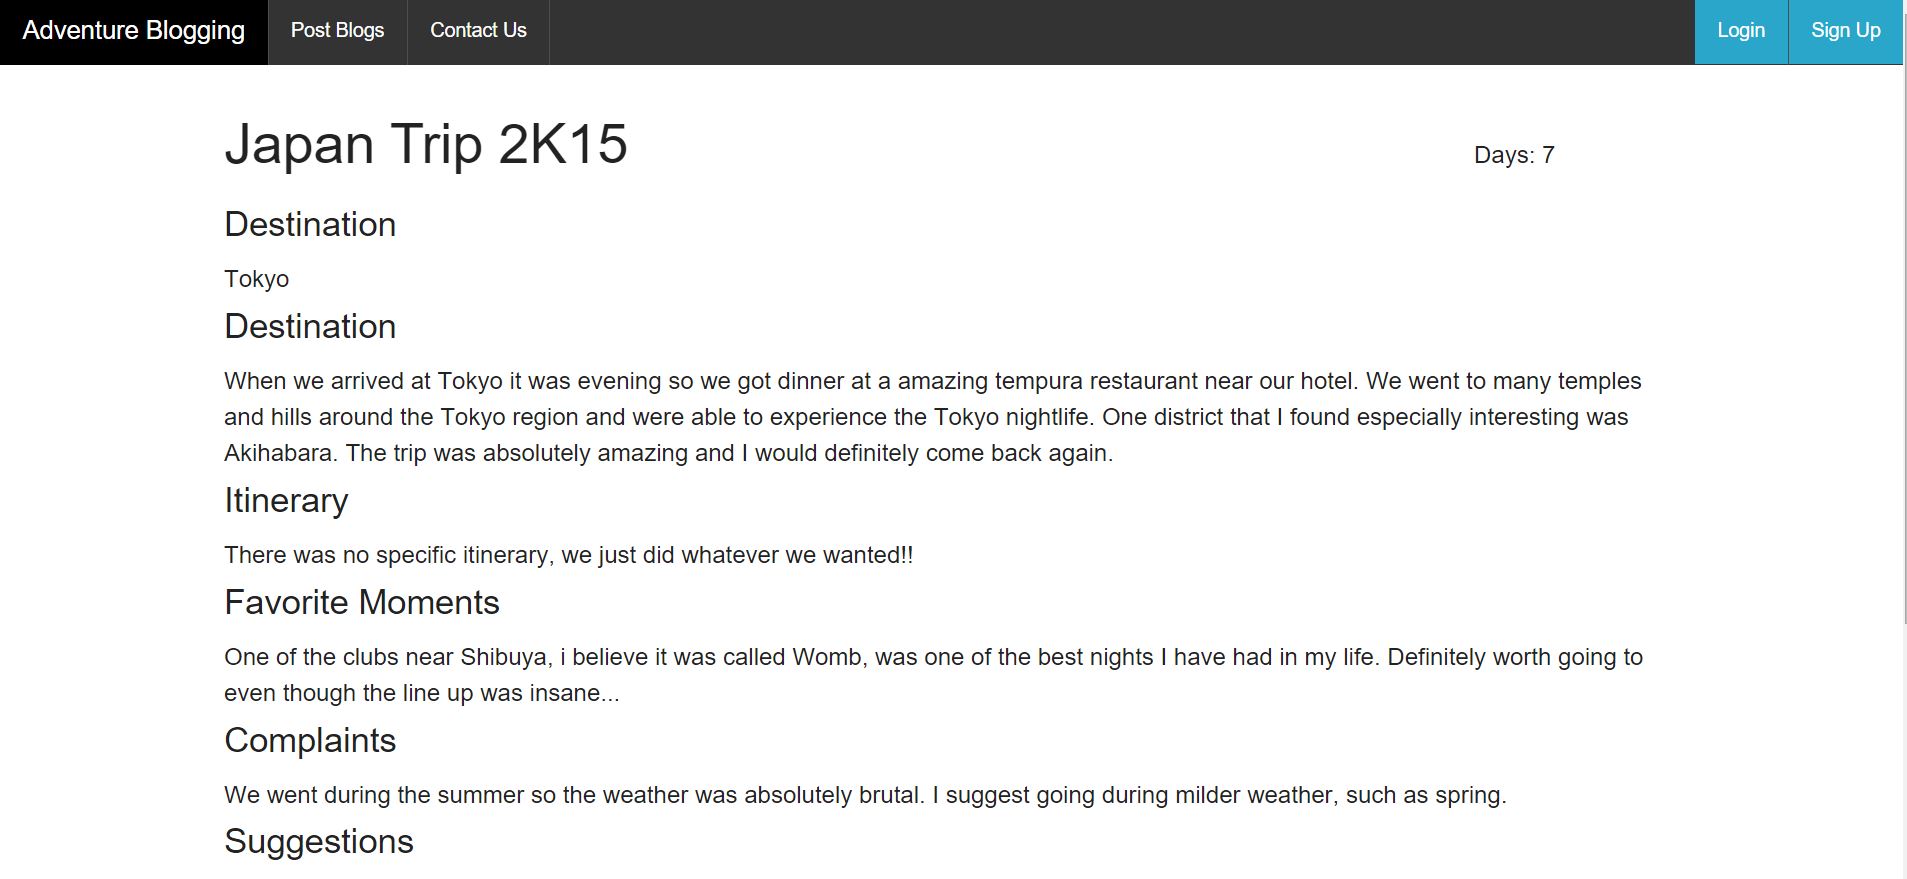 Adventure Blogging Post Blogs Contact Us Login Sign Up
Japan Trip 2K15 Days: 7
Destination
Tokyo
Destination
When we arrived at Tokyo it was evening so we got dinner at a amazing tempura restaurant near our hotel. We went to many temples
and hills around the Tokyo region and were able to experience the Tokyo nightlife. One district that I found especially interesting was
Akihabara. The trip was absolutely amazing and I would definitely come back again.
Itinerary
There was no specific itinerary, we just did whatever we wanted!!
Favorite Moments
One of the clubs near Shibuya, i believe it was called Womb, was one of the best nights I have had in my life. Definitely worth going to
even though the line up was insane...
Complaints
We went during the summer so the weather was absolutely brutal. I suggest going during milder weather, such as spring.
Suggestions